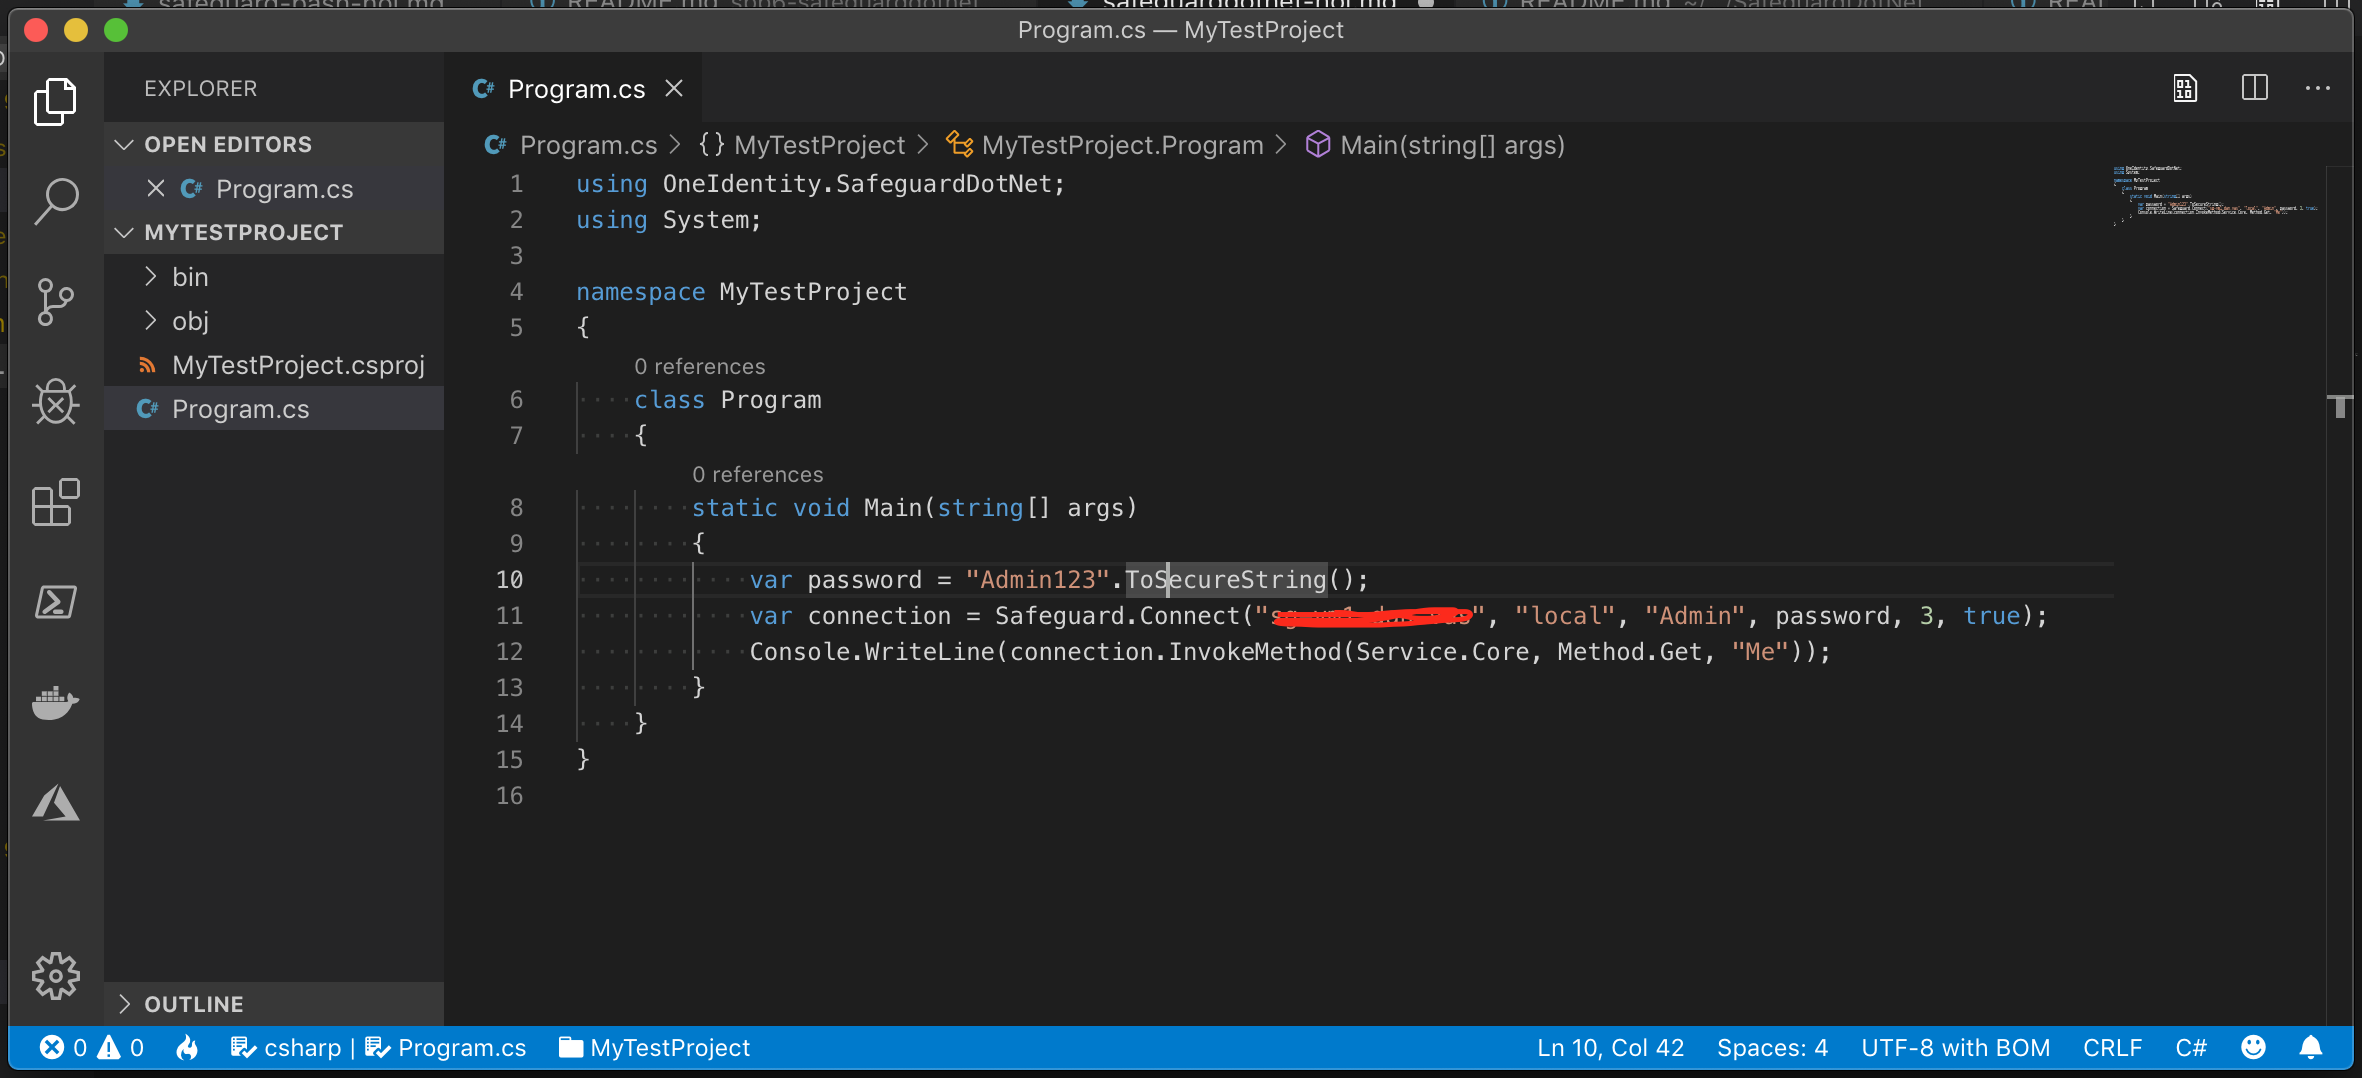 Program.cs — MyTestProject
EXPLORER
Program.cs
OPEN EDITORS
Program.cs
MYTESTPROJECT
bin
obj
MyTestProject.csproj
Program.cs
OUTLINE
Program.cs > {} MyTestProject > MyTestProject.Program > Main(string[] args)
1 using OneIdentity.SafeguardDotNet;
2 using System;
3
4 namespace MyTestProject
5 {
0 references
6 class Program
7 {
0 references
8 static void Main(string[] args)
9 {
10 var password = "Admin123".ToSecureString();
11 var connection = Safeguard.Connect("", "local", "Admin", password, 3, true);
12 Console.WriteLine(connection.InvokeMethod(Service.Core, Method.Get, "Me"));
13 }
14 }
15 }
16
0 0 csharp | Program.cs MyTestProject
Ln 10, Col 42 Spaces: 4 UTF-8 with BOM CRLF C#